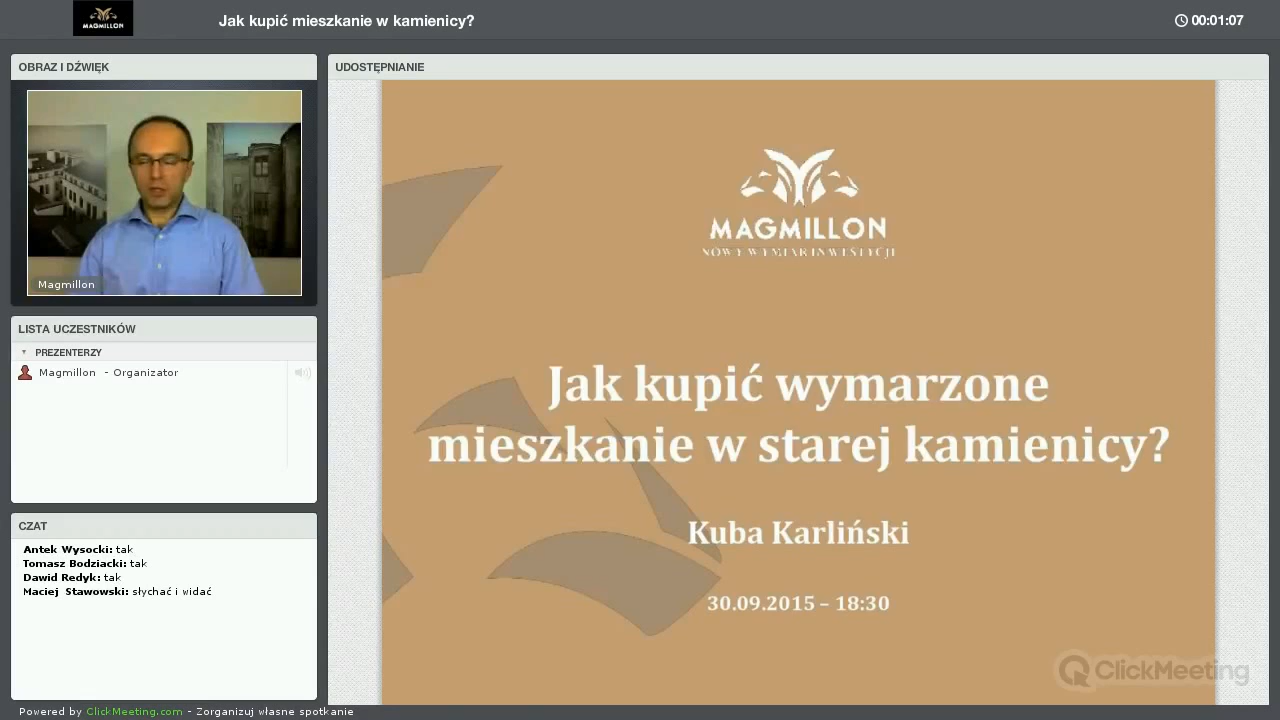 MAGMILLON
Jak kupić mieszkanie w kamienicy?
00:01:07
OBRAZ I DŹWIĘK
Magmillon
LISTA UCZESTNIKÓW
PREZENTERZY
Magmillon - Organizator
CZAT
Antek Wysocki: tak
Tomasz Bodziacki: tak
Dawid Redyk: tak
Maciej Stawowski: słychać i widać
UDOSTĘPNIANIE
MAGMILLON
NOWY WYMIAR INWESTYCJI
Jak kupić wymarzone
mieszkanie w starej kamienicy?
Kuba Karliński
30.09.2015 – 18:30
ClickMeeting
Powered by ClickMeeting.com - Zorganizuj własne spotkanie